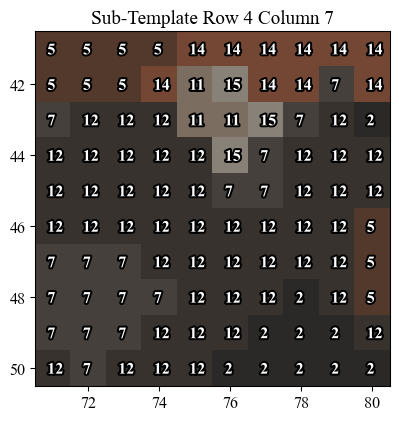 Sub-Template Row 4 Column 7
5 5 5 5 14 14 14 14 14 14
42 5 5 5 14 11 15 14 14 7 14
7 12 12 12 11 11 15 7 12 2
44 12 12 12 12 12 15 7 12 12 12
12 12 12 12 12 7 7 12 12 12
46 12 12 12 12 12 12 12 12 12 5
7 7 7 12 12 12 12 12 12 5
48 7 7 7 7 12 12 12 2 12 5
7 7 7 12 12 12 2 2 2 12
50 12 7 12 12 12 2 2 2 2 2
72 74 76 78 80